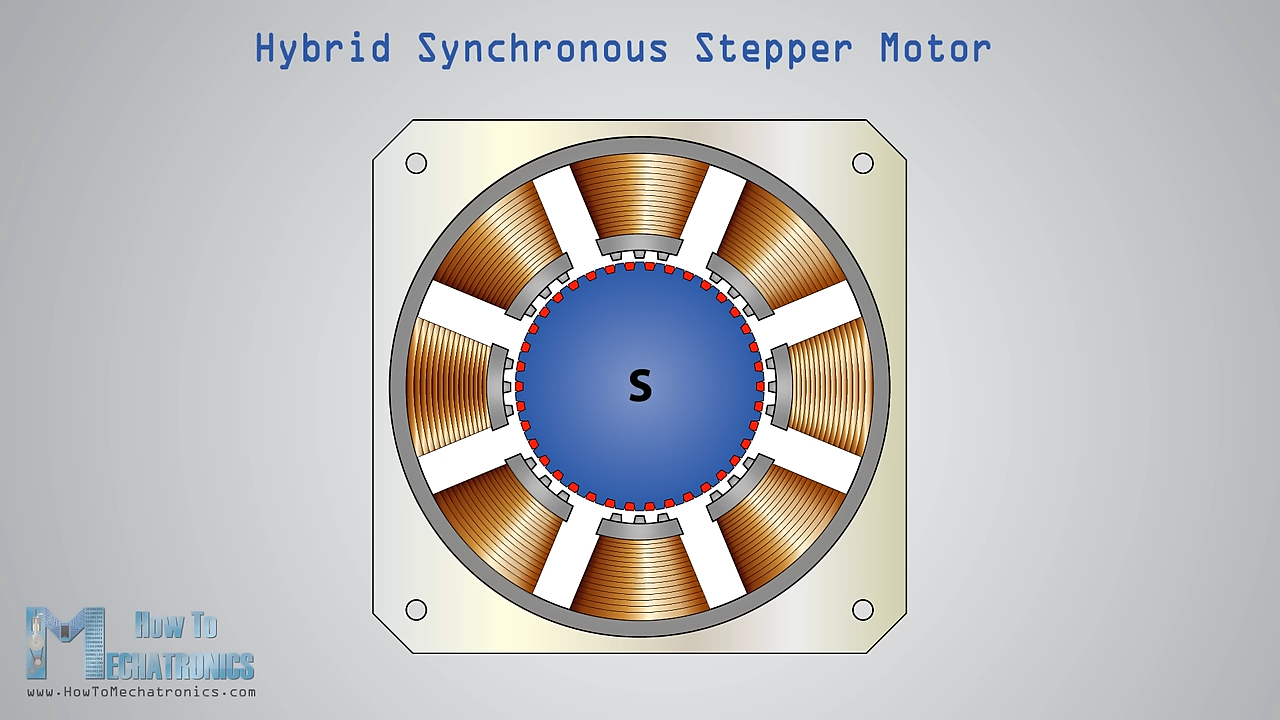 Hybrid Synchronous Stepper Motor
S
How To
MECHATRONICS
www.HowToMechatronics.com